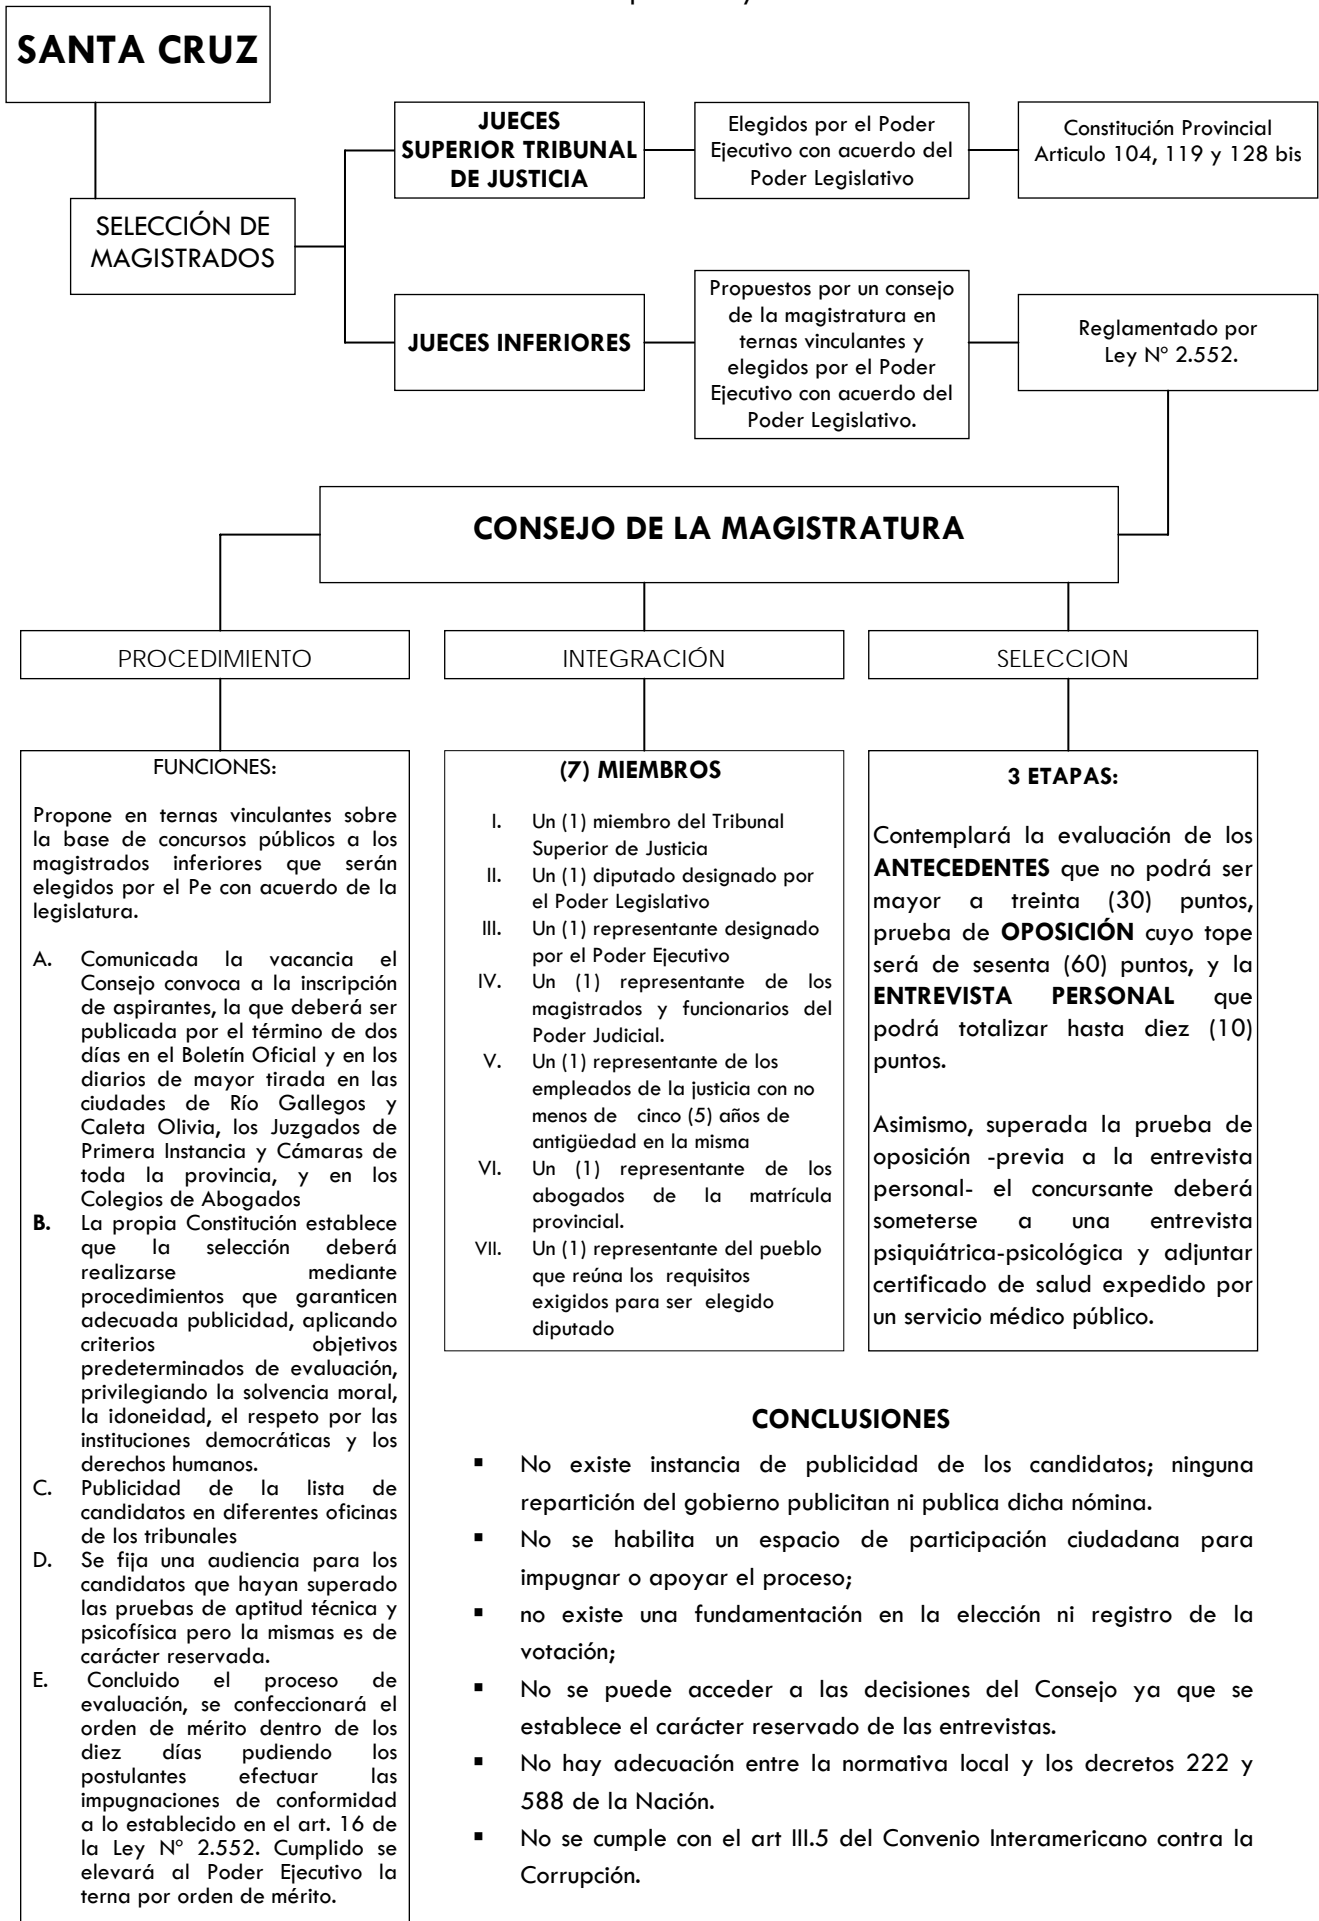 SANTA CRUZ
SELECCIÓN DE
MAGISTRADOS
JUECES
SUPERIOR TRIBUNAL
DE JUSTICIA
Elegidos por el Poder
Ejecutivo con acuerdo del
Poder Legislativo
Constitución Provincial
Articulo 104, 119 y 128 bis
JUECES INFERIORES
Propuestos por un consejo
de la magistratura en
ternas vinculantes y
elegidos por el Poder
Ejecutivo con acuerdo del
Poder Legislativo.
Reglamentado por
Ley Nº 2.552.
CONSEJO DE LA MAGISTRATURA
PROCEDIMIENTO
FUNCIONES:
Propone en ternas vinculantes sobre
la base de concursos públicos a los
magistrados inferiores que serán
elegidos por el Pe con acuerdo de la
legislatura.
A. Comunicada la vacancia el
Consejo convoca a la inscripción
de aspirantes, la que deberá ser
publicada por el término de dos
días en el Boletín Oficial y en los
diarios de mayor tirada en las
ciudades de Río Gallegos y
Caleta Olivia, los Juzgados de
Primera Instancia y Cámaras de
toda la provincia, y en los
Colegios de Abogados
B. La propia Constitución establece
que la selección deberá
realizarse mediante
procedimientos que garanticen
adecuada publicidad, aplicando
criterios objetivos
predeterminados de evaluación,
privilegiando la solvencia moral,
la idoneidad, el respeto por las
instituciones democráticas y los
derechos humanos.
C. Publicidad de la lista de
candidatos en diferentes oficinas
de los tribunales
D. Se fija una audiencia para los
candidatos que hayan superado
las pruebas de aptitud técnica y
psicofísica pero la mismas es de
carácter reservada.
E. Concluido el proceso de
evaluación, se confeccionará el
orden de mérito dentro de los
diez días pudiendo los
postulantes efectuar las
impugnaciones de conformidad
a lo establecido en el art. 16 de
la Ley Nº 2.552. Cumplido se
elevará al Poder Ejecutivo la
terna por orden de mérito.
INTEGRACIÓN
(7) MIEMBROS
I. Un (1) miembro del Tribunal
Superior de Justicia
II. Un (1) diputado designado por
el Poder Legislativo
III. Un (1) representante designado
por el Poder Ejecutivo
IV. Un (1) representante de los
magistrados y funcionarios del
Poder Judicial.
V. Un (1) representante de los
empleados de la justicia con no
menos de cinco (5) años de
antigüedad en la misma
VI. Un (1) representante de los
abogados de la matrícula
provincial.
VII. Un (1) representante del pueblo
que reúna los requisitos
exigidos para ser elegido
diputado
SELECCION
3 ETAPAS:
Contemplará la evaluación de los
ANTECEDENTES que no podrá ser
mayor a treinta (30) puntos,
prueba de OPOSICIÓN cuyo tope
será de sesenta (60) puntos, y la
ENTREVISTA PERSONAL que
podrá totalizar hasta diez (10)
puntos.
Asimismo, superada la prueba de
oposición -previa a la entrevista
personal- el concursante deberá
someterse a una entrevista
psiquiátrica-psicológica y adjuntar
certificado de salud expedido por
un servicio médico público.
CONCLUSIONES
▪ No existe instancia de publicidad de los candidatos; ninguna
repartición del gobierno publicitan ni publica dicha nómina.
▪ No se habilita un espacio de participación ciudadana para
impugnar o apoyar el proceso;
▪ no existe una fundamentación en la elección ni registro de la
votación;
▪ No se puede acceder a las decisiones del Consejo ya que se
establece el carácter reservado de las entrevistas.
▪ No hay adecuación entre la normativa local y los decretos 222 y
588 de la Nación.
▪ No se cumple con el art III.5 del Convenio Interamericano contra la
Corrupción.